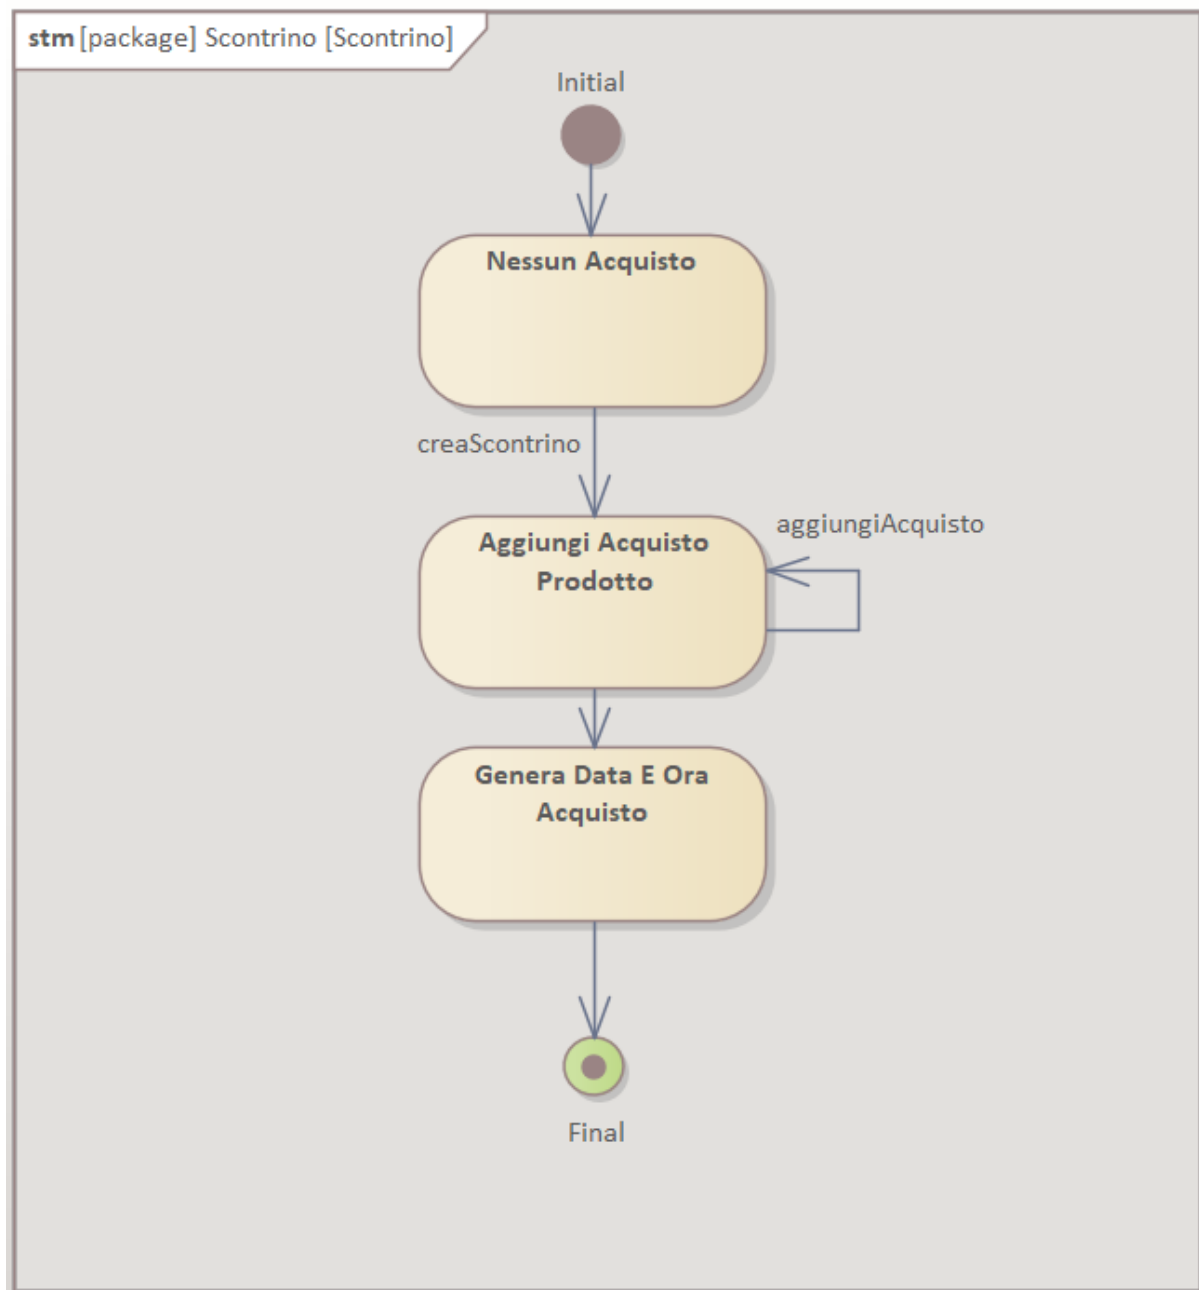 stm [package] Scontrino [Scontrino]
Initial
Nessun Acquisto
creaScontrino
aggiungiAcquisto
Aggiungi Acquisto
Prodotto
Genera Data E Ora
Acquisto
Final